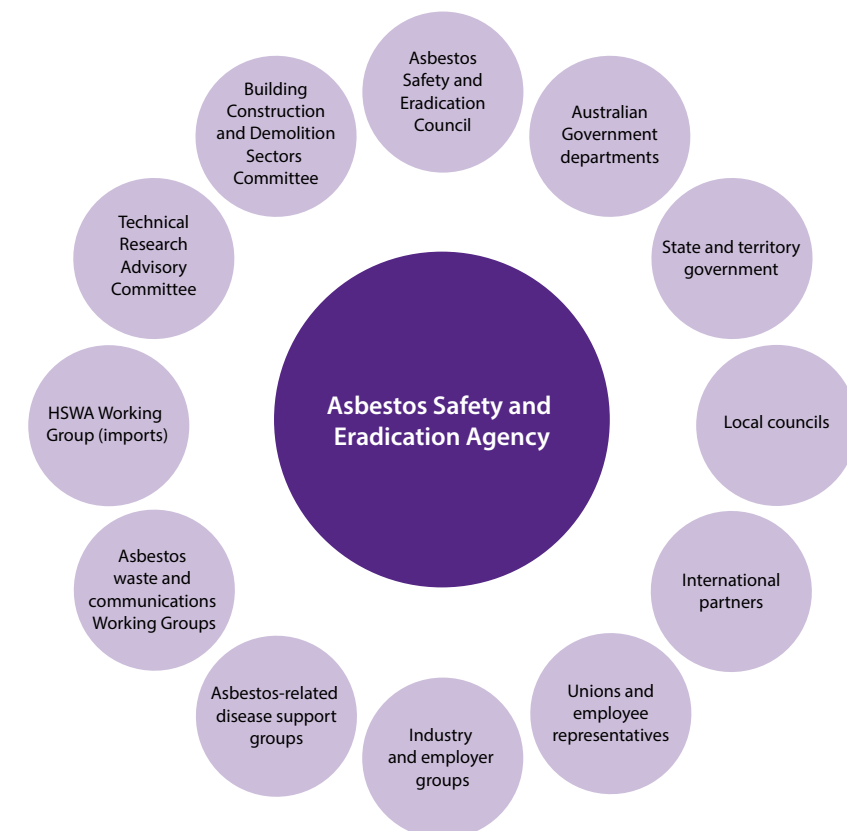 Asbestos
Safety and
Eradication
Council
Australian
Government
departments
State and territory
government
Local councils
International
partners
Unions and
employee
representatives
Industry
and employer
groups
Asbestos-related
disease support
groups
Asbestos
waste and
communications
Working Groups
HSWA Working
Group (imports)
Technical
Research
Advisory
Committee
Building
Construction
and Demolition
Sectors
Committee
Asbestos Safety and
Eradication Agency